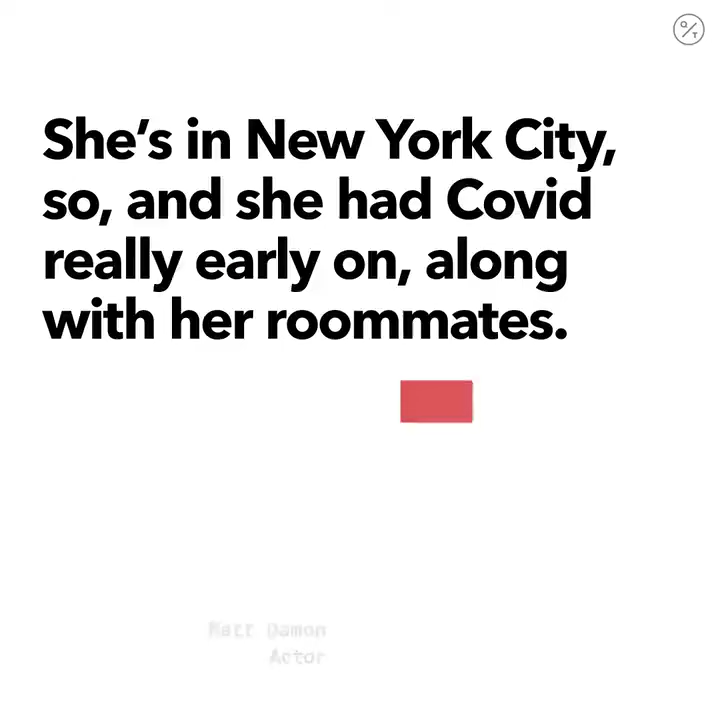 She’s in New York City,
so, and she had Covid
really early on, along
with her roommates.
Matt Damon
Actor